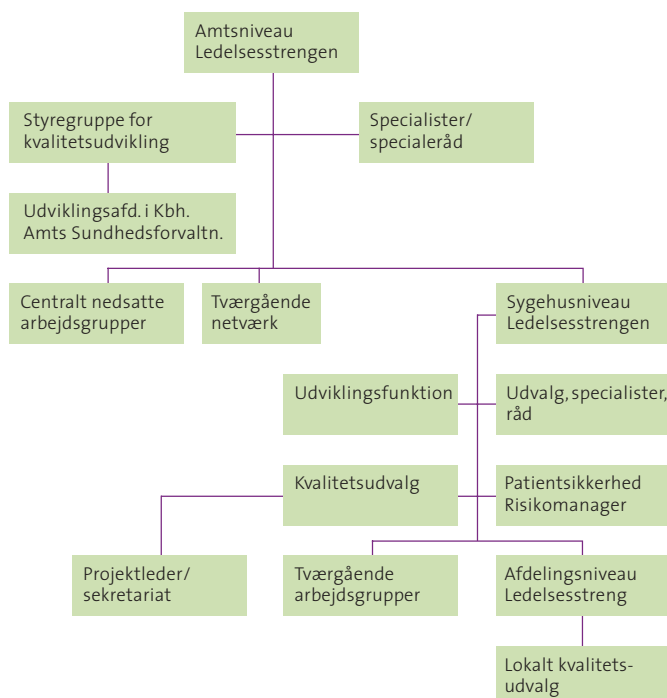 Amtsniveau
Ledelsesstrengen
Styregruppe for
kvalitetsudvikling
Specialister/
specialeråd
Udviklingsafd. i Kbh.
Amts Sundhedsforvaltn.
Centralt nedsatte
arbejdsgrupper
Tværgående
netværk
Sygehusniveau
Ledelsesstrengen
Udviklingsfunktion
Udvalg, specialister,
råd
Kvalitetsudvalg
Patientsikkerhed
Risikomanager
Projektleder/
sekretariat
Tværgående
arbejdsgrupper
Afdelingsniveau
Ledelsesstreng
Lokalt kvalitets-
udvalg